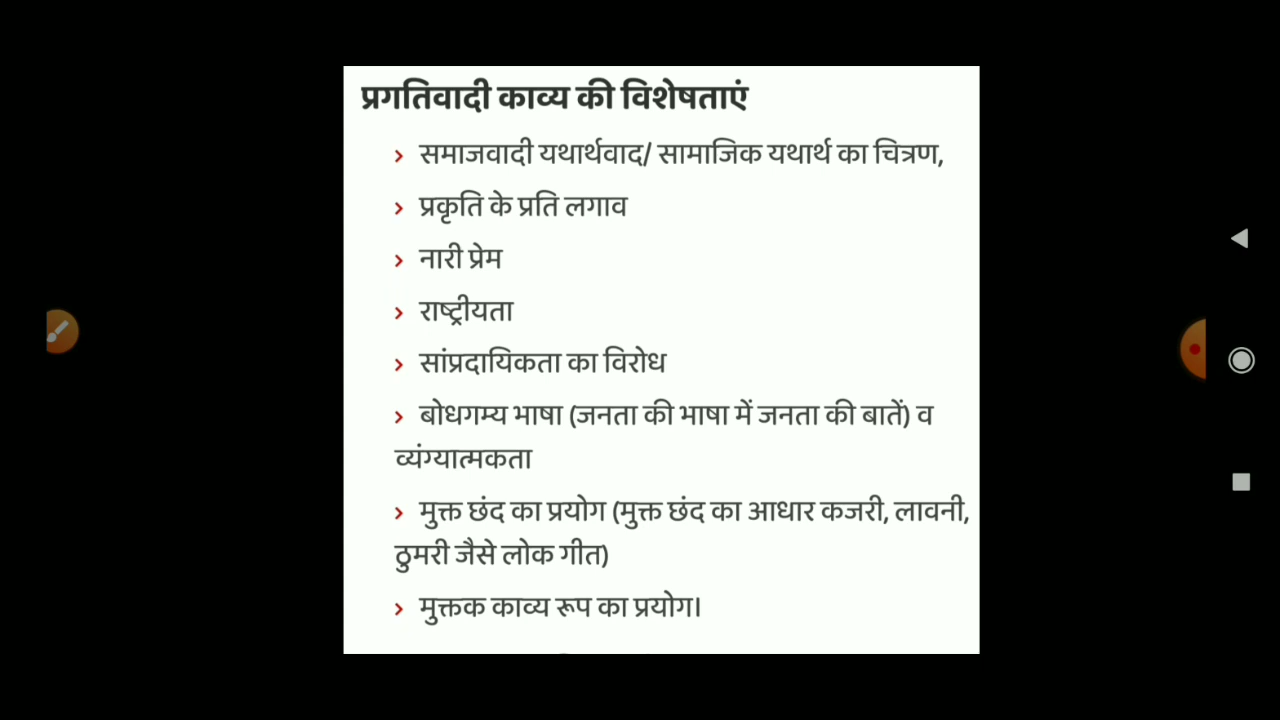 प्रगतिवादी काव्य की विशेषताएं
› समाजवादी यथार्थवाद/ सामाजिक यथार्थ का चित्रण,
› प्रकृति के प्रति लगाव
› नारी प्रेम
› राष्ट्रीयता
› सांप्रदायिकता का विरोध
› बोधगम्य भाषा (जनता की भाषा में जनता की बातें) व
व्यंग्यात्मकता
› मुक्त छंद का प्रयोग (मुक्त छंद का आधार कजरी, लावनी,
ठुमरी जैसे लोक गीत)
› मुक्तक काव्य रूप का प्रयोग।